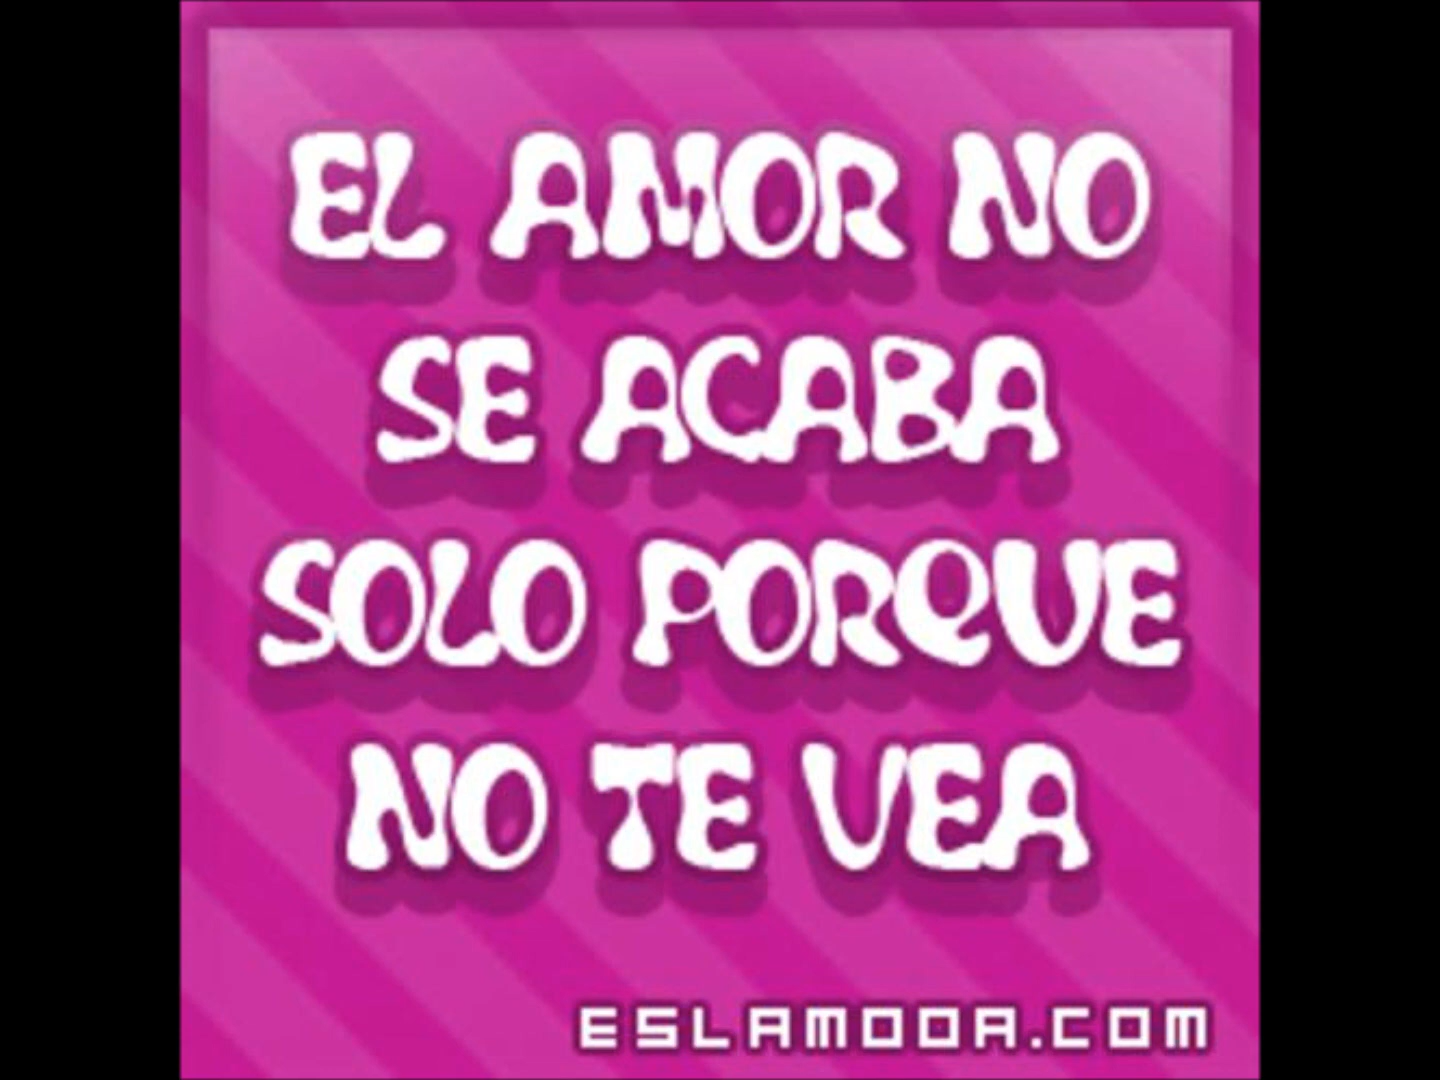 EL AMOR NO
SE ACABA
SOLO PORQUE
NO TE VEA
ESLAMODA.COM